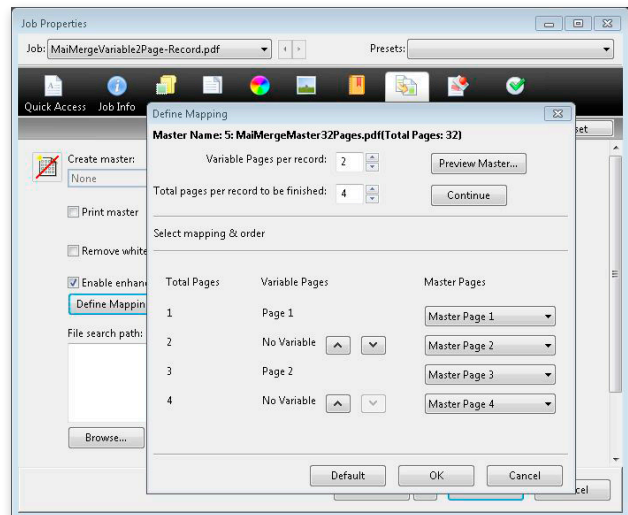 Job Properties
Job: MaiMergeVariable2Page-Record.pdf Presets:
Quick Access Job Info
Define Mapping
Master Name: 5: MaiMergeMaster32Pages.pdf(Total Pages: 32)
set
Create master:
Variable Pages per record: 2 Preview Master...
None
Total pages per record to be finished: 4 Continue
Print master
Select mapping & order
Remove white
Enable enhan
Total Pages Variable Pages Master Pages
Define Mappin
1 Page 1 Master Page 1
File search path:
2 No Variable Master Page 2
3 Page 2 Master Page 3
4 No Variable Master Page 4
Browse...
Default OK Cancel
cel